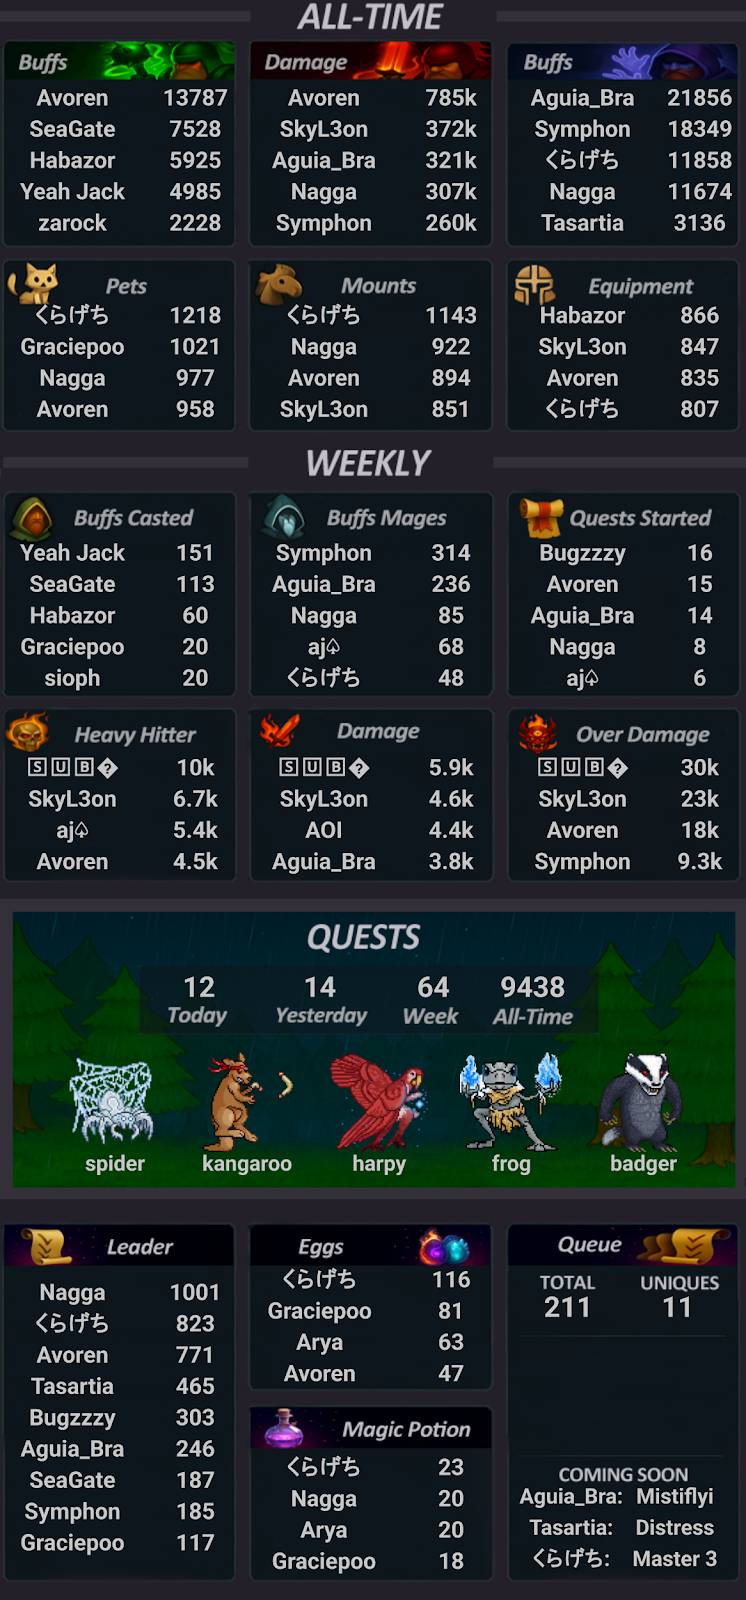 ALL-TIME
Buffs
Avoren 13787
SeaGate 7528
Habazor 5925
Yeah Jack 4985
zarock 2228
Damage
Avoren 785k
SkyL3on 372k
Aguia_Bra 321k
Nagga 307k
Symphon 260k
Buffs
Aguia_Bra 21856
Symphon 18349
くらげち 11858
Nagga 11674
Tasartia 3136
Pets
くらげち 1218
Graciepoo 1021
Nagga 977
Avoren 958
Mounts
くらげち 1143
Nagga 922
Avoren 894
SkyL3on 851
Equipment
Habazor 866
SkyL3on 847
Avoren 835
くらげち 807
WEEKLY
Buffs Casted
Yeah Jack 151
SeaGate 113
Habazor 60
Graciepoo 20
sioph 20
Buffs Mages
Symphon 314
Aguia_Bra 236
Nagga 85
aj♤ 68
くらげち 48
Quests Started
Bugzzzy 16
Avoren 15
Aguia_Bra 14
Nagga 8
aj♤ 6
Heavy Hitter
🅂🅄🄱� 10k
SkyL3on 6.7k
aj♤ 5.4k
Avoren 4.5k
Damage
🅂🅄🄱� 5.9k
SkyL3on 4.6k
AOI 4.4k
Aguia_Bra 3.8k
Over Damage
🅂🅄🄱� 30k
SkyL3on 23k
Avoren 18k
Symphon 9.3k
QUESTS
12 14 64 9438
Today Yesterday Week All-Time
spider kangaroo harpy frog badger
Leader
Nagga 1001
くらげち 823
Avoren 771
Tasartia 465
Bugzzzy 303
Aguia_Bra 246
SeaGate 187
Symphon 185
Graciepoo 117
Eggs
くらげち 116
Graciepoo 81
Arya 63
Avoren 47
Magic Potion
くらげち 23
Nagga 20
Arya 20
Graciepoo 18
Queue
TOTAL UNIQUES
211 11
COMING SOON
Aguia_Bra: Mistiflyi
Tasartia: Distress
くらげち: Master 3